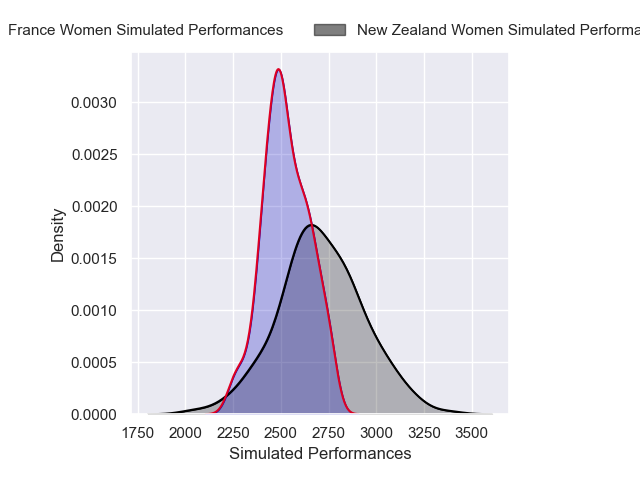 France Women Simulated Performances
New Zealand Women Simulated Performa
0.0030
0.0025
0.0020
0.0015
0.0010
0.0005
0.0000
Density
1750 2000 2250 2500 2750 3000 3250 3500
Simulated Performances